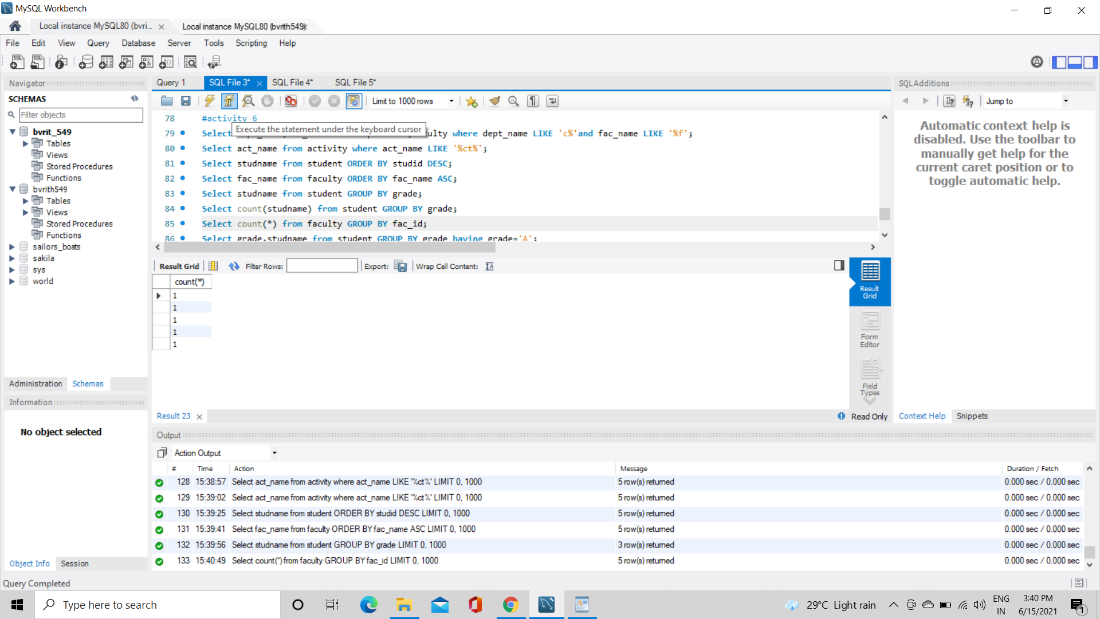 MySQL Workbench
Local instance MySQL80 (bvri... ×
Local instance MySQL80 (bvrith549)
File Edit View Query Database Server Tools Scripting Help
Navigator
SCHEMAS
Filter objects
bvrit_549
Tables
Views
Stored Procedures
Functions
bvrith549
Tables
Views
Stored Procedures
Functions
sailors_boats
sakila
sys
world
Administration Schemas
Information
No object selected
Object Info Session
Query 1 SQL File 3* × SQL File 4* SQL File 5*
Limit to 1000 rows
78 #activity 6
Execute the statement under the keyboard cursor
79 Select ulty where dept_name LIKE 'c%'and fac_name LIKE '%f';
80 Select act_name from activity where act_name LIKE '%ct%';
81 Select studname from student ORDER BY studid DESC;
82 Select fac_name from faculty ORDER BY fac_name ASC;
83 Select studname from student GROUP BY grade;
84 Select count(studname) from student GROUP BY grade;
85 Select count(*) from faculty GROUP BY fac_id;
86 Select grade,studname from student GROUP BY grade having grade='A';
Result Grid Filter Rows: Export: Wrap Cell Content:
count(*)
1
1
1
1
1
Result Grid
Form Editor
Field Types
Result 23 × Read Only
SQLAdditions
Jump to
Automatic context help is
disabled. Use the toolbar to
manually get help for the
current caret position or to
toggle automatic help.
Context Help Snippets
Output
Action Output
# Time Action Message Duration / Fetch
128 15:38:57 Select act_name from activity where act_name LIKE '%ct%' LIMIT 0, 1000 5 row(s) returned 0.000 sec / 0.000 sec
129 15:39:02 Select act_name from activity where act_name LIKE '%ct%' LIMIT 0, 1000 5 row(s) returned 0.000 sec / 0.000 sec
130 15:39:25 Select studname from student ORDER BY studid DESC LIMIT 0, 1000 5 row(s) returned 0.000 sec / 0.000 sec
131 15:39:41 Select fac_name from faculty ORDER BY fac_name ASC LIMIT 0, 1000 5 row(s) returned 0.000 sec / 0.000 sec
132 15:39:56 Select studname from student GROUP BY grade LIMIT 0, 1000 3 row(s) returned 0.000 sec / 0.000 sec
133 15:40:49 Select count(*) from faculty GROUP BY fac_id LIMIT 0, 1000 5 row(s) returned 0.000 sec / 0.000 sec
Query Completed
Type here to search
29°C Light rain
ENG
IN
3:40 PM
6/15/2021
1